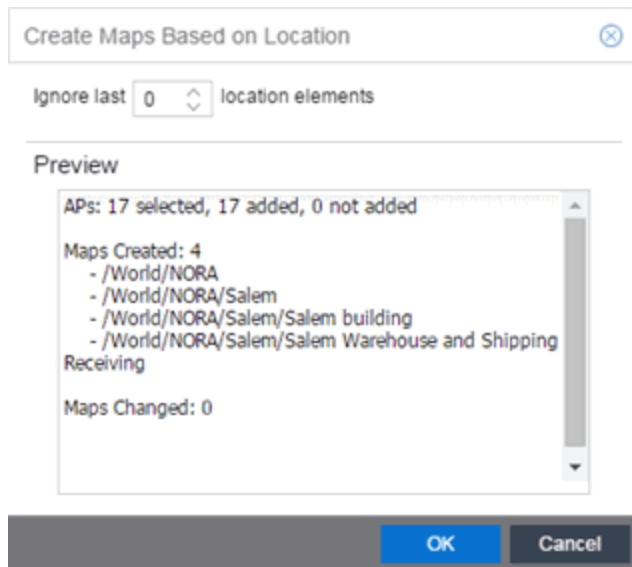 Create Maps Based on Location
Ignore last 0 location elements
Preview
APs: 17 selected, 17 added, 0 not added
Maps Created: 4
- /World/NORA
- /World/NORA/Salem
- /World/NORA/Salem/Salem building
- /World/NORA/Salem/Salem Warehouse and Shipping
Receiving
Maps Changed: 0
OK Cancel